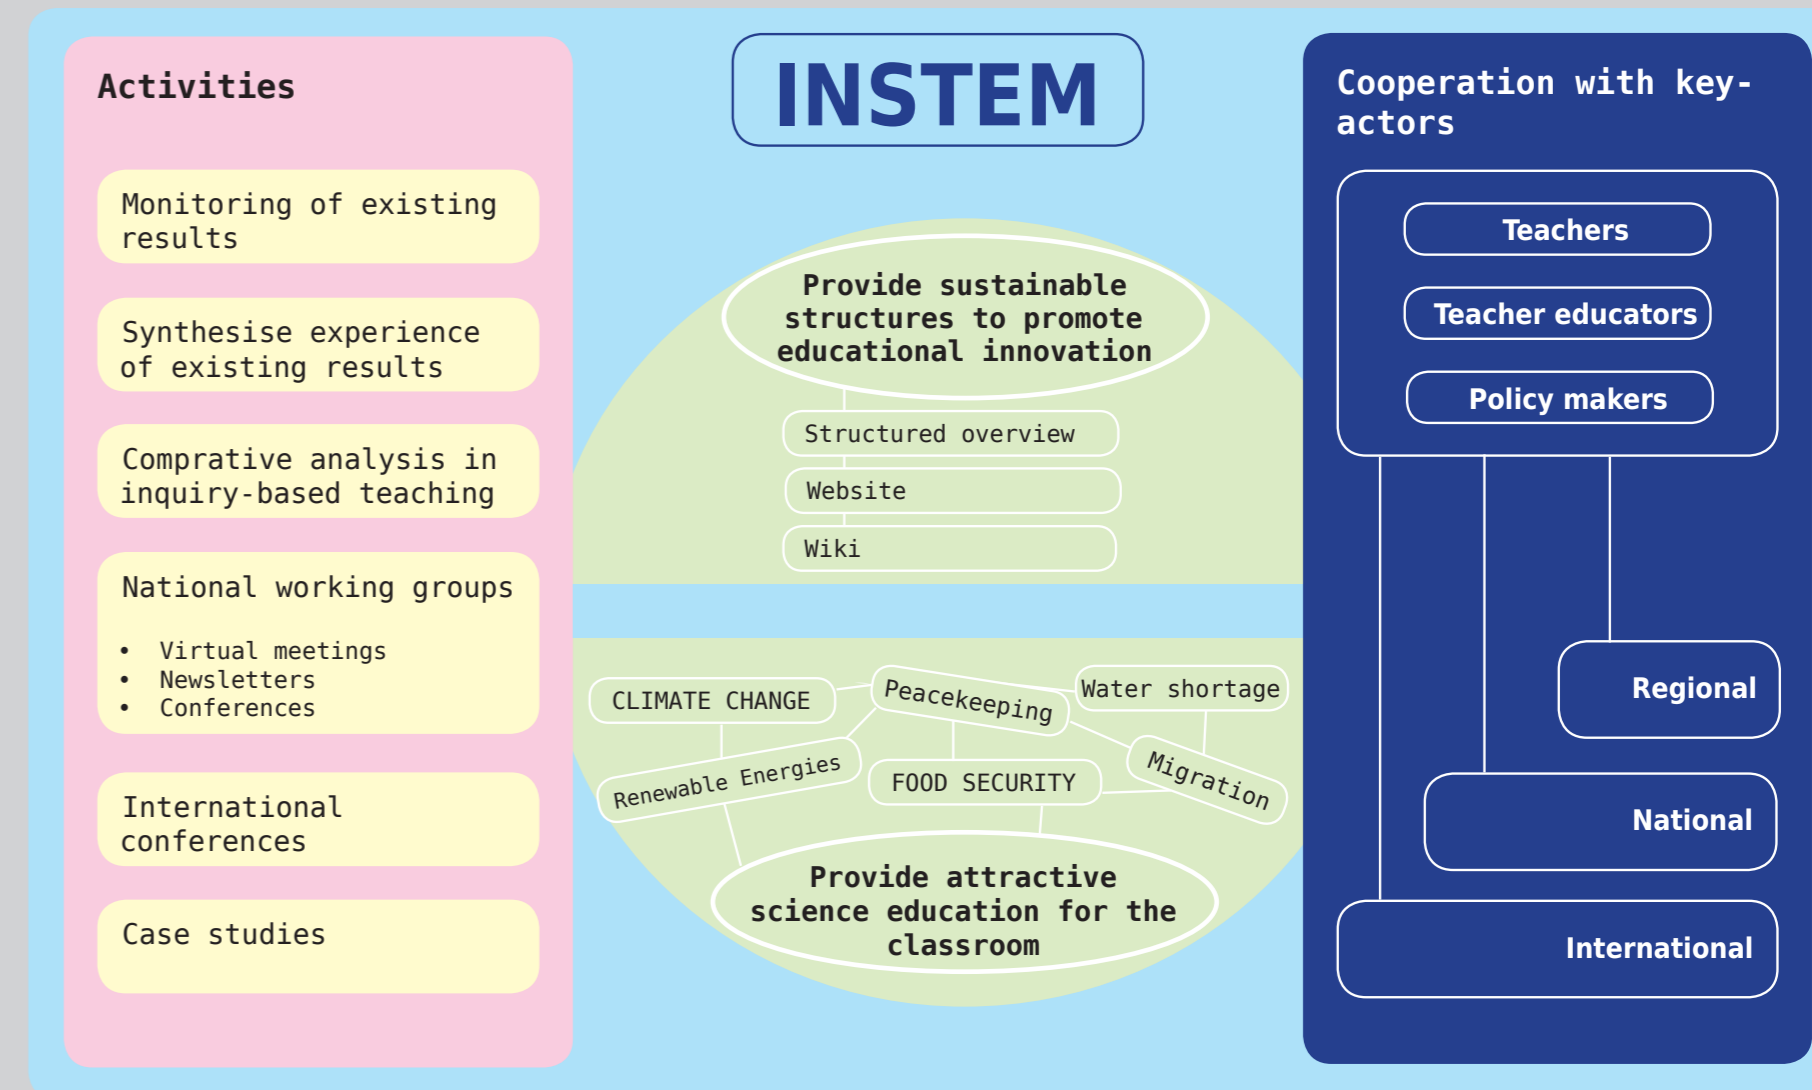 Activities
Monitoring of existing
results
Synthesise experience
of existing results
Comprative analysis in
inquiry-based teaching
National working groups
• Virtual meetings
• Newsletters
• Conferences
International
conferences
Case studies
INSTEM
Provide sustainable
structures to promote
educational innovation
Structured overview
Website
Wiki
CLIMATE CHANGE
Peacekeeping
Water shortage
Renewable Energies
FOOD SECURITY
Migration
Provide attractive
science education for the
classroom
Cooperation with key-
actors
Teachers
Teacher educators
Policy makers
Regional
National
International